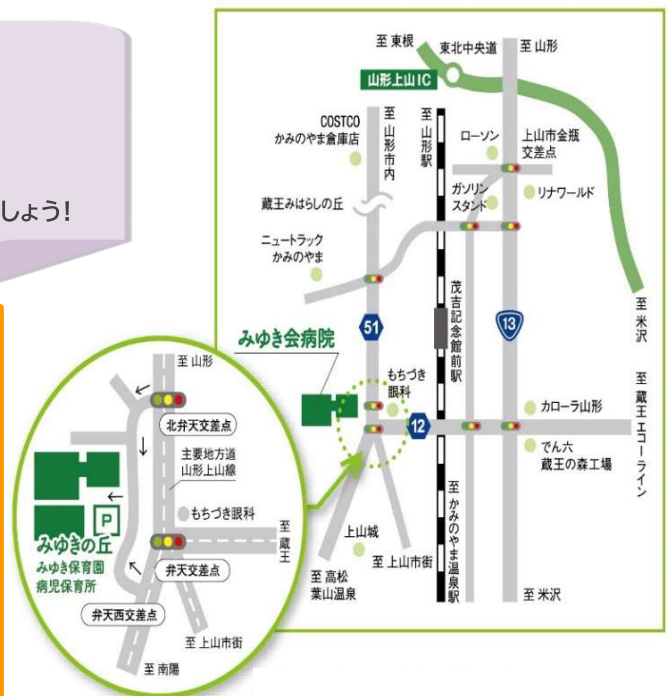 しょう!
至 東根
東北中央道
至 山形
山形上山IC
COSTCO
かみのやま倉庫店
至 山形市内
至 山形駅
ローソン
上山市金瓶
交差点
ガソリン
スタンド
リナワールド
蔵王みはらしの丘
ニュートラック
かみのやま
至 米沢
51
茂吉記念館前駅
13
みゆき会病院
もちづき
眼科
12
カローラ山形
至 蔵王エコーライン
でん六
蔵王の森工場
上山城
至 高松
葉山温泉
至 上山市街
至 かみのやま温泉駅
至 米沢
至 山形
北弁天交差点
主要地方道
山形上山線
もちづき眼科
P
至 蔵王
みゆきの丘
みゆき保育園
病児保育所
弁天交差点
弁天西交差点
至 上山市街
至 南陽